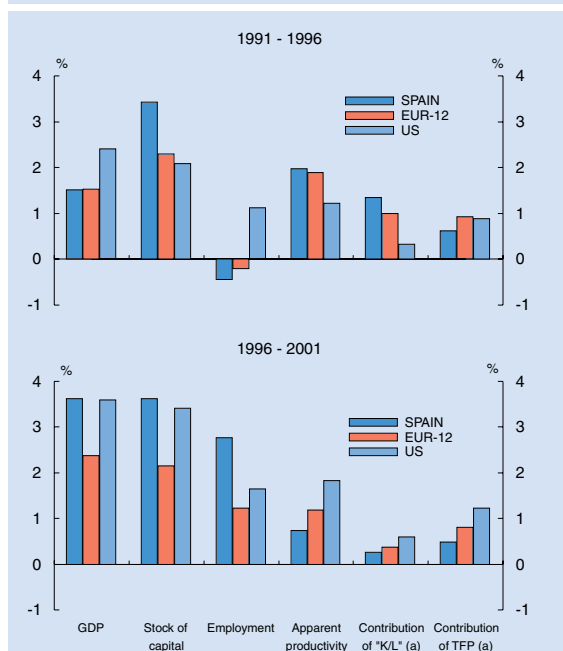 1991 - 1996
% %
4 4
3 3
2 2
1 1
0 0
-1 -1
SPAIN
EUR-12
US
1996 - 2001
% %
4 4
3 3
2 2
1 1
0 0
-1 -1
SPAIN
EUR-12
US
GDP Stock of Employment Apparent Contribution Contribution
capital productivity of "K/L" (a) of TFP (a)